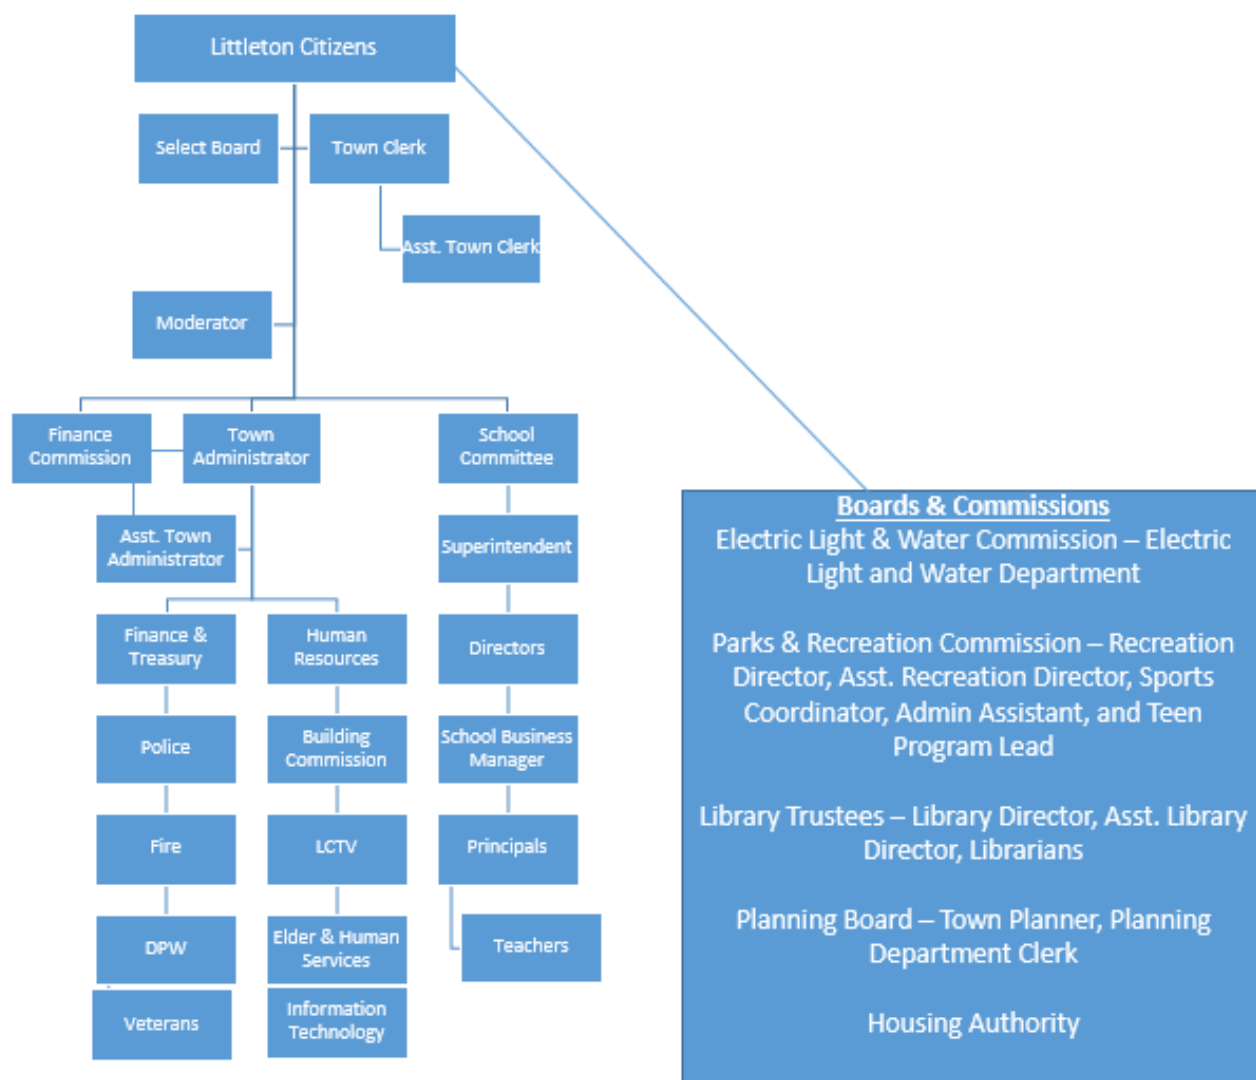 Littleton Citizens
Select Board
Town Clerk
Asst. Town Clerk
Moderator
Finance
Commission
Town
Administrator
School
Committee
Asst. Town
Administrator
Superintendent
Finance &
Treasury
Human
Resources
Directors
Police
Building
Commission
School Business
Manager
Fire
LCTV
Principals
DPW
Elder & Human
Services
Teachers
Veterans
Information
Technology
Boards & Commissions
Electric Light & Water Commission – Electric
Light and Water Department
Parks & Recreation Commission – Recreation
Director, Asst. Recreation Director, Sports
Coordinator, Admin Assistant, and Teen
Program Lead
Library Trustees – Library Director, Asst. Library
Director, Librarians
Planning Board – Town Planner, Planning
Department Clerk
Housing Authority